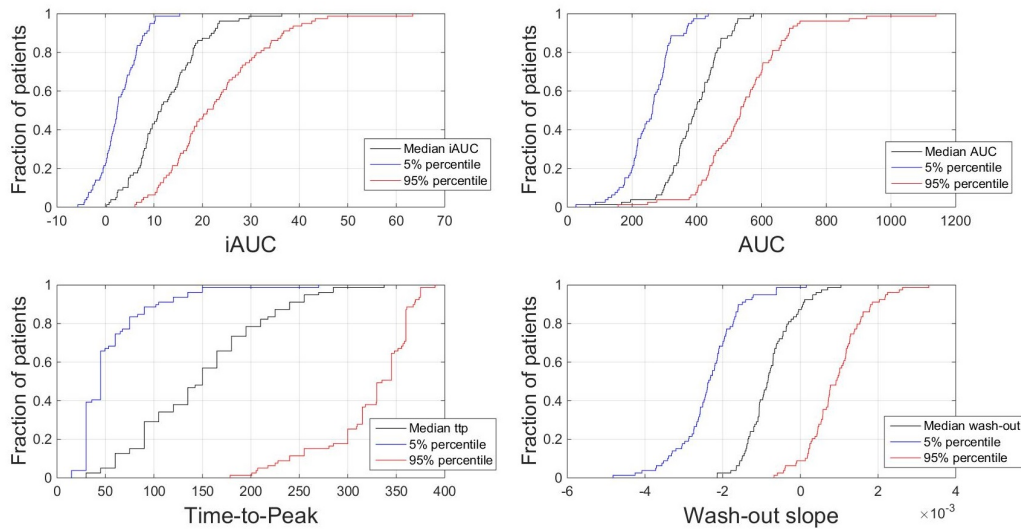 1
0.8
0.6
0.4
0.2
0
Fraction of patients
-10 0 10 20 30 40 50 60 70
iAUC
Median iAUC
5% percentile
95% percentile
1
0.8
0.6
0.4
0.2
0
Fraction of patients
0 200 400 600 800 1000 1200
AUC
Median AUC
5% percentile
95% percentile
1
0.8
0.6
0.4
0.2
0
Fraction of patients
0 50 100 150 200 250 300 350 400
Time-to-Peak
Median ttp
5% percentile
95% percentile
1
0.8
0.6
0.4
0.2
0
Fraction of patients
-6 -4 -2 0 2 4
×10⁻³
Wash-out slope
Median wash-out
5% percentile
95% percentile